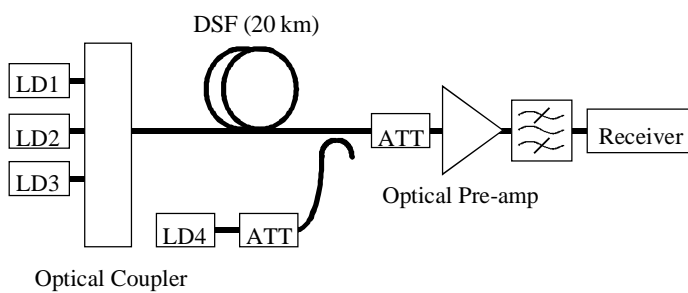 DSF (20 km)
LD1
LD2
LD3
ATT
Receiver
Optical Pre-amp
LD4
ATT
Optical Coupler